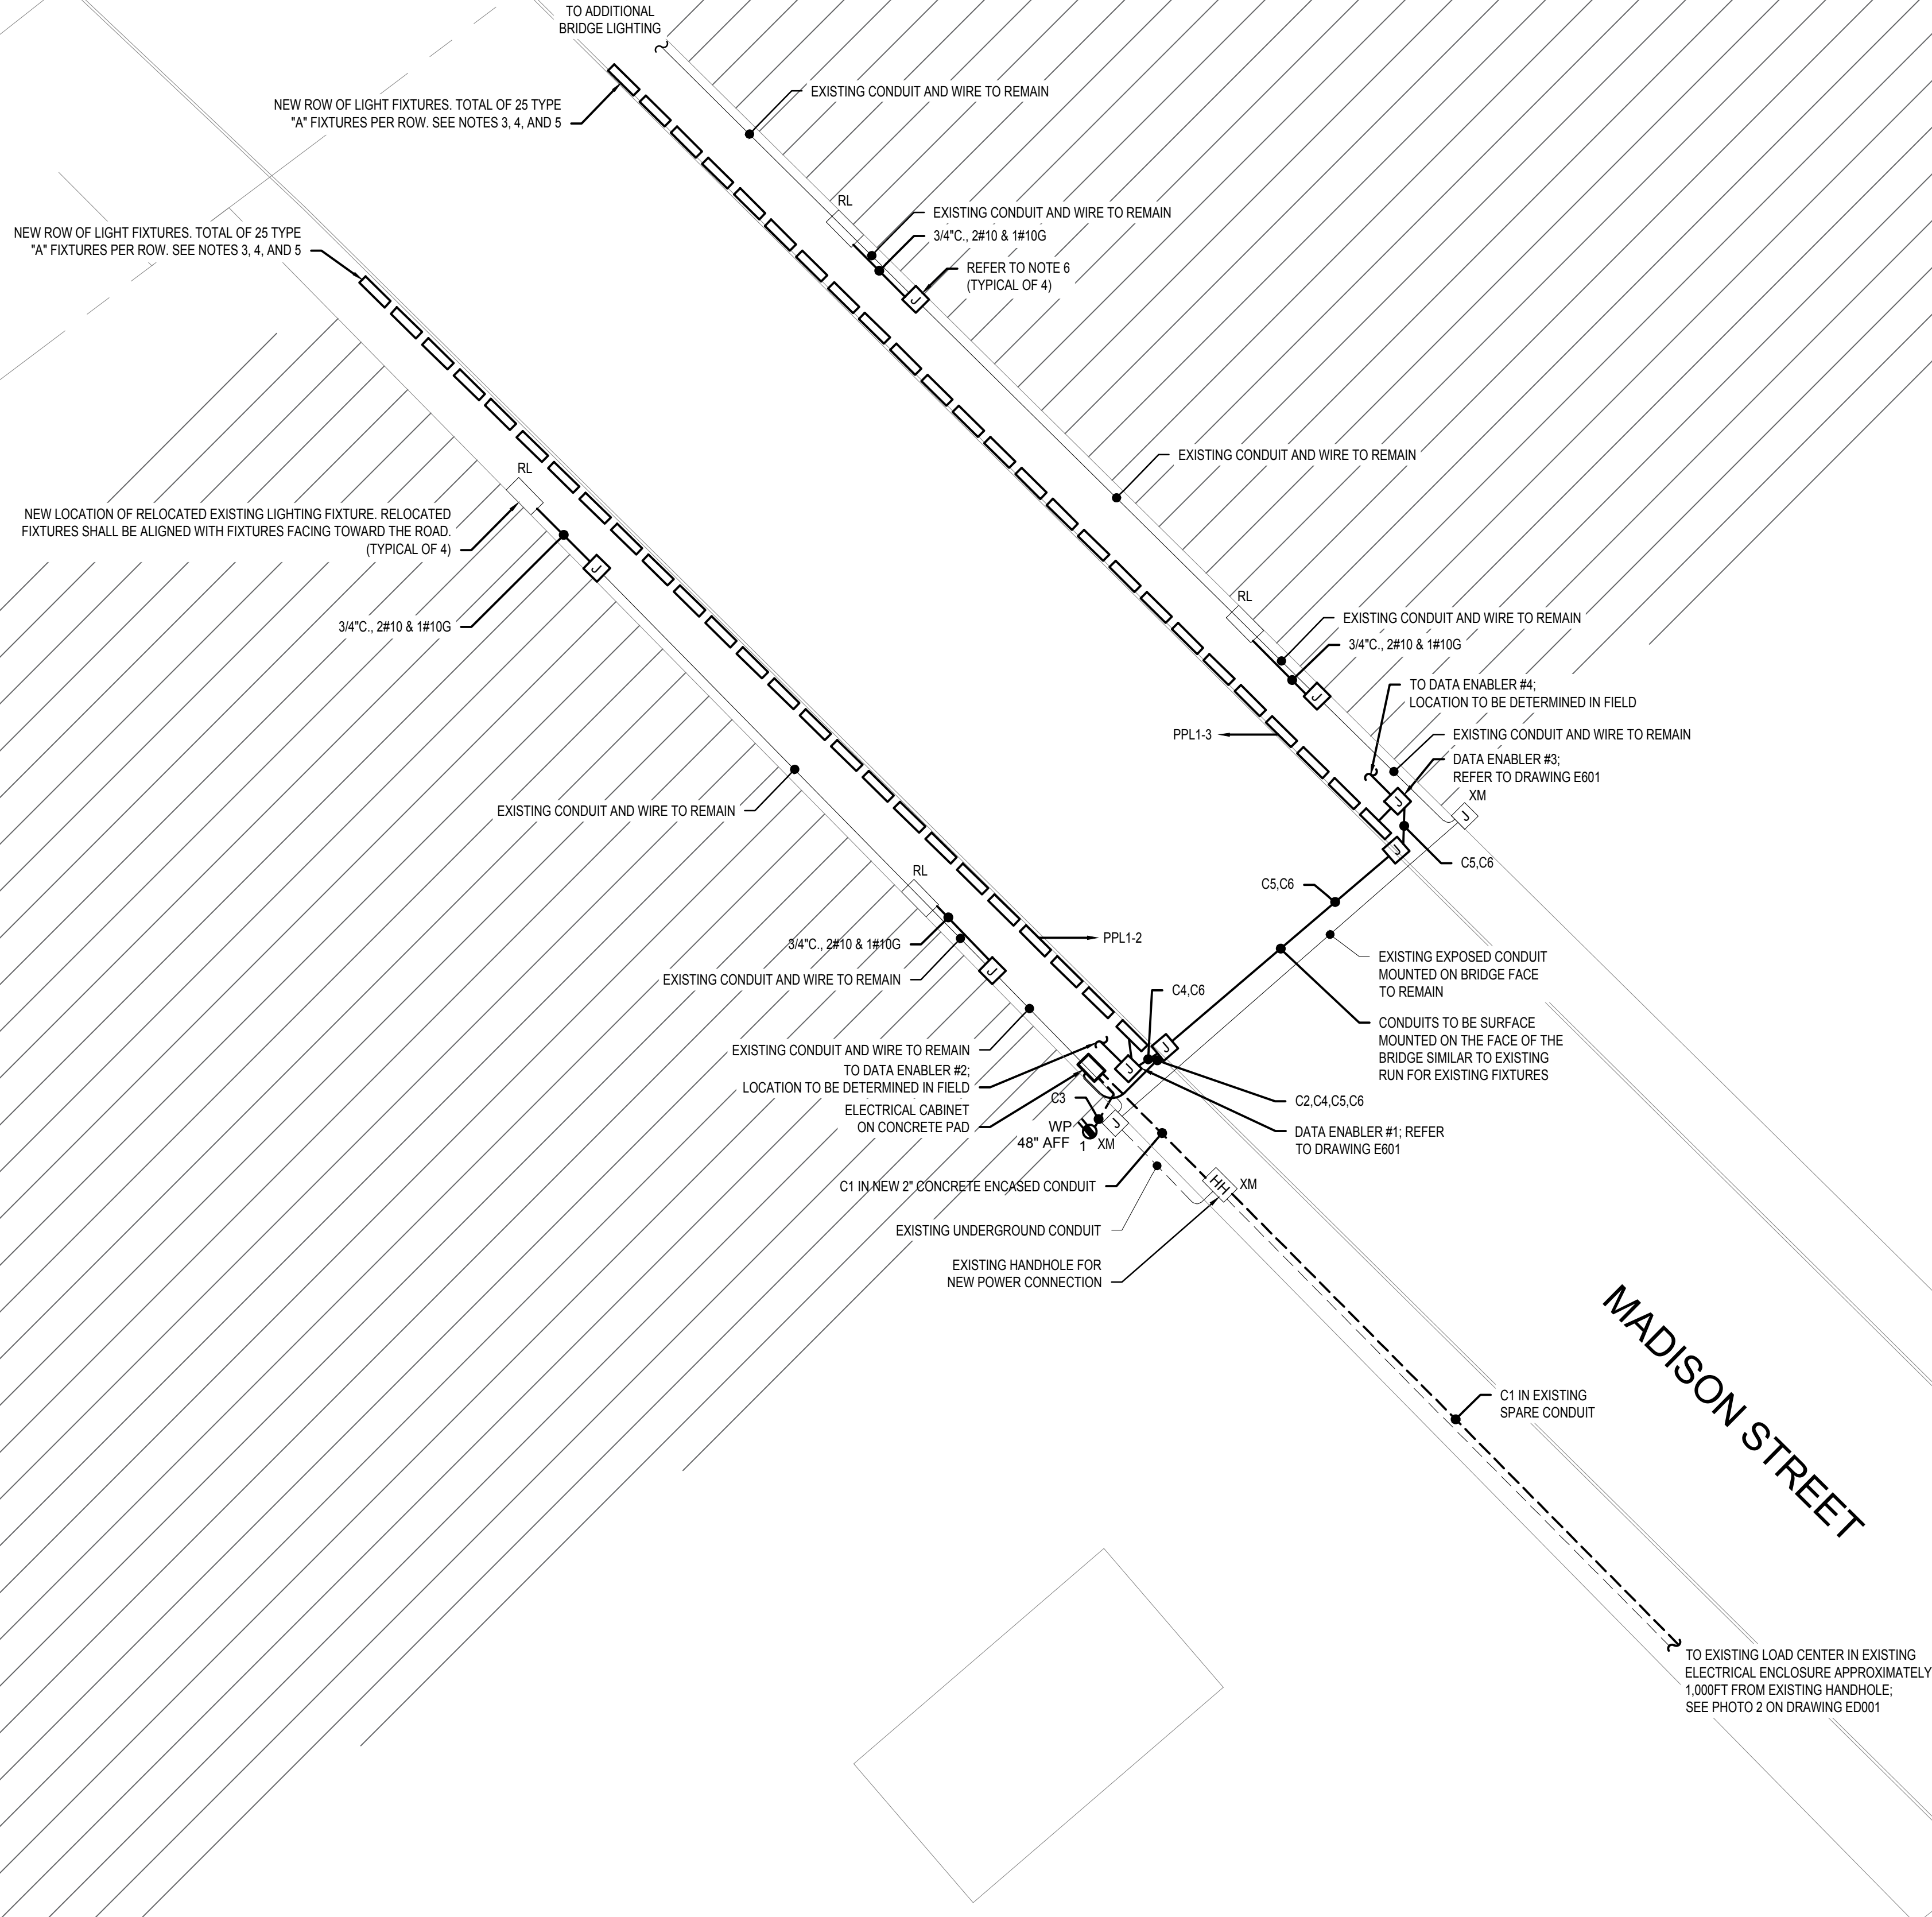 TO ADDITIONAL
BRIDGE LIGHTING
EXISTING CONDUIT AND WIRE TO REMAIN
NEW ROW OF LIGHT FIXTURES. TOTAL OF 25 TYPE
"A" FIXTURES PER ROW. SEE NOTES 3, 4, AND 5
RL
EXISTING CONDUIT AND WIRE TO REMAIN
3/4"C., 2#10 & 1#10G
REFER TO NOTE 6
(TYPICAL OF 4)
J
NEW ROW OF LIGHT FIXTURES. TOTAL OF 25 TYPE
"A" FIXTURES PER ROW. SEE NOTES 3, 4, AND 5
EXISTING CONDUIT AND WIRE TO REMAIN
RL
NEW LOCATION OF RELOCATED EXISTING LIGHTING FIXTURE. RELOCATED
FIXTURES SHALL BE ALIGNED WITH FIXTURES FACING TOWARD THE ROAD.
(TYPICAL OF 4)
J
3/4"C., 2#10 & 1#10G
RL
EXISTING CONDUIT AND WIRE TO REMAIN
3/4"C., 2#10 & 1#10G
J
TO DATA ENABLER #4;
LOCATION TO BE DETERMINED IN FIELD
PPL1-3
EXISTING CONDUIT AND WIRE TO REMAIN
DATA ENABLER #3;
REFER TO DRAWING E601
XM
J
J
J
C5,C6
EXISTING CONDUIT AND WIRE TO REMAIN
C5,C6
RL
PPL1-2
3/4"C., 2#10 & 1#10G
EXISTING CONDUIT AND WIRE TO REMAIN
J
EXISTING EXPOSED CONDUIT
MOUNTED ON BRIDGE FACE
TO REMAIN
C4,C6
CONDUITS TO BE SURFACE
MOUNTED ON THE FACE OF THE
BRIDGE SIMILAR TO EXISTING
RUN FOR EXISTING FIXTURES
EXISTING CONDUIT AND WIRE TO REMAIN
J
J
TO DATA ENABLER #2;
LOCATION TO BE DETERMINED IN FIELD
C3
C2,C4,C5,C6
ELECTRICAL CABINET
ON CONCRETE PAD
WP
48" AFF
1
XM
J
DATA ENABLER #1; REFER
TO DRAWING E601
C1 IN NEW 2" CONCRETE ENCASED CONDUIT
HH
XM
EXISTING UNDERGROUND CONDUIT
EXISTING HANDHOLE FOR
NEW POWER CONNECTION
MADISON STREET
C1 IN EXISTING
SPARE CONDUIT
TO EXISTING LOAD CENTER IN EXISTING
ELECTRICAL ENCLOSURE APPROXIMATELY
1,000FT FROM EXISTING HANDHOLE;
SEE PHOTO 2 ON DRAWING ED001